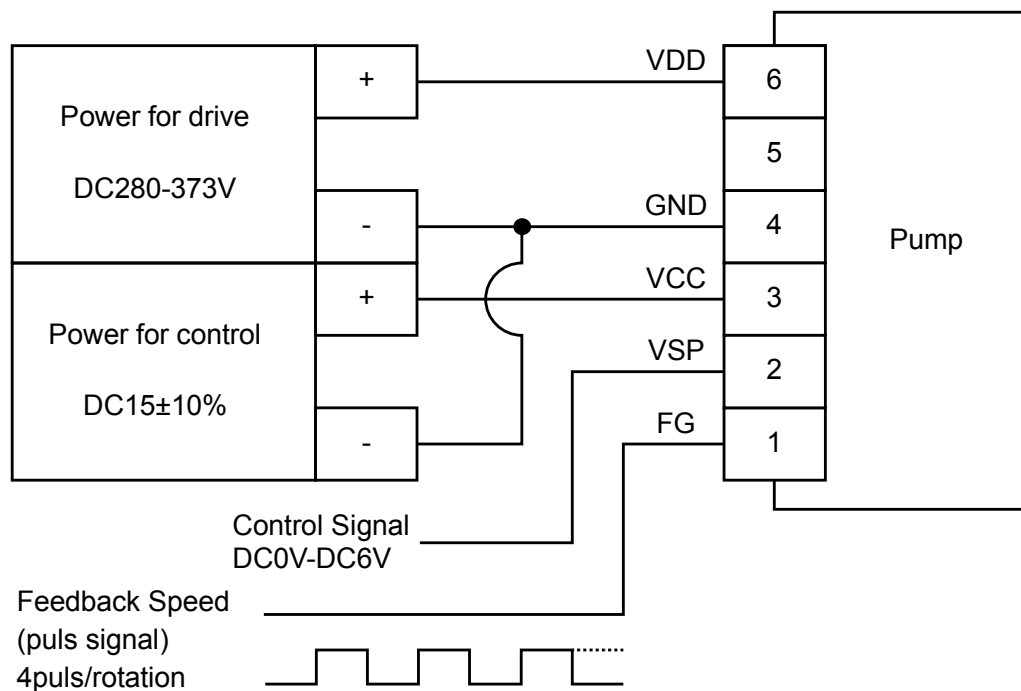 Power for drive
DC280-373V
+
-
Power for control
DC15±10%
+
-
VDD
GND
VCC
VSP
FG
6
5
4
3
2
1
Pump
Control Signal
DC0V-DC6V
Feedback Speed
(puls signal)
4puls/rotation